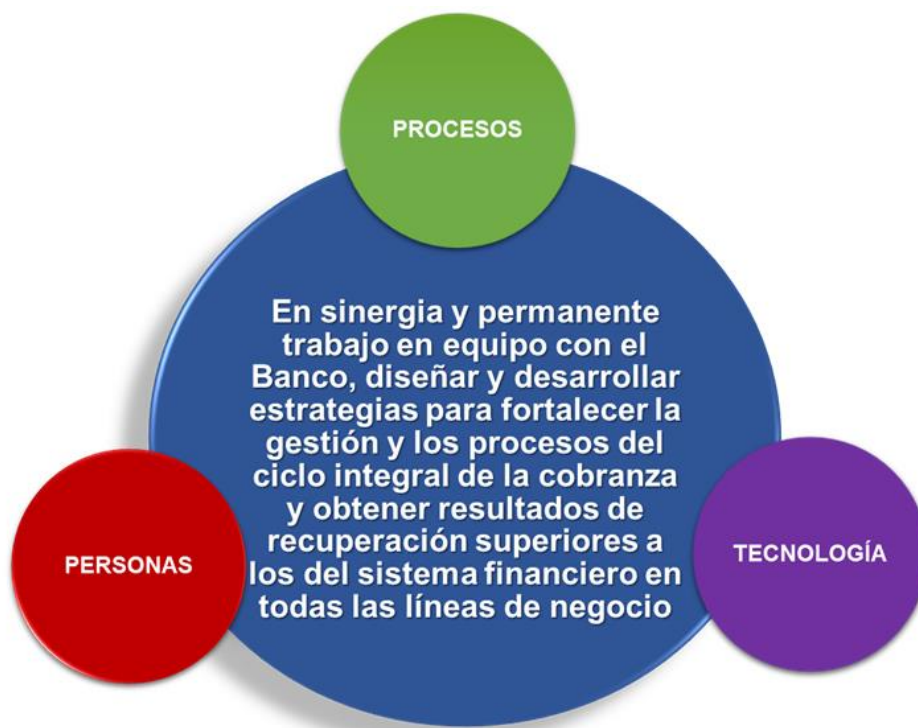 PROCESOS
En sinergia y permanente
trabajo en equipo con el
Banco, diseñar y desarrollar
estrategias para fortalecer la
gestión y los procesos del
ciclo integral de la cobranza
y obtener resultados de
recuperación superiores a
los del sistema financiero en
todas las líneas de negocio
PERSONAS
TECNOLOGÍA